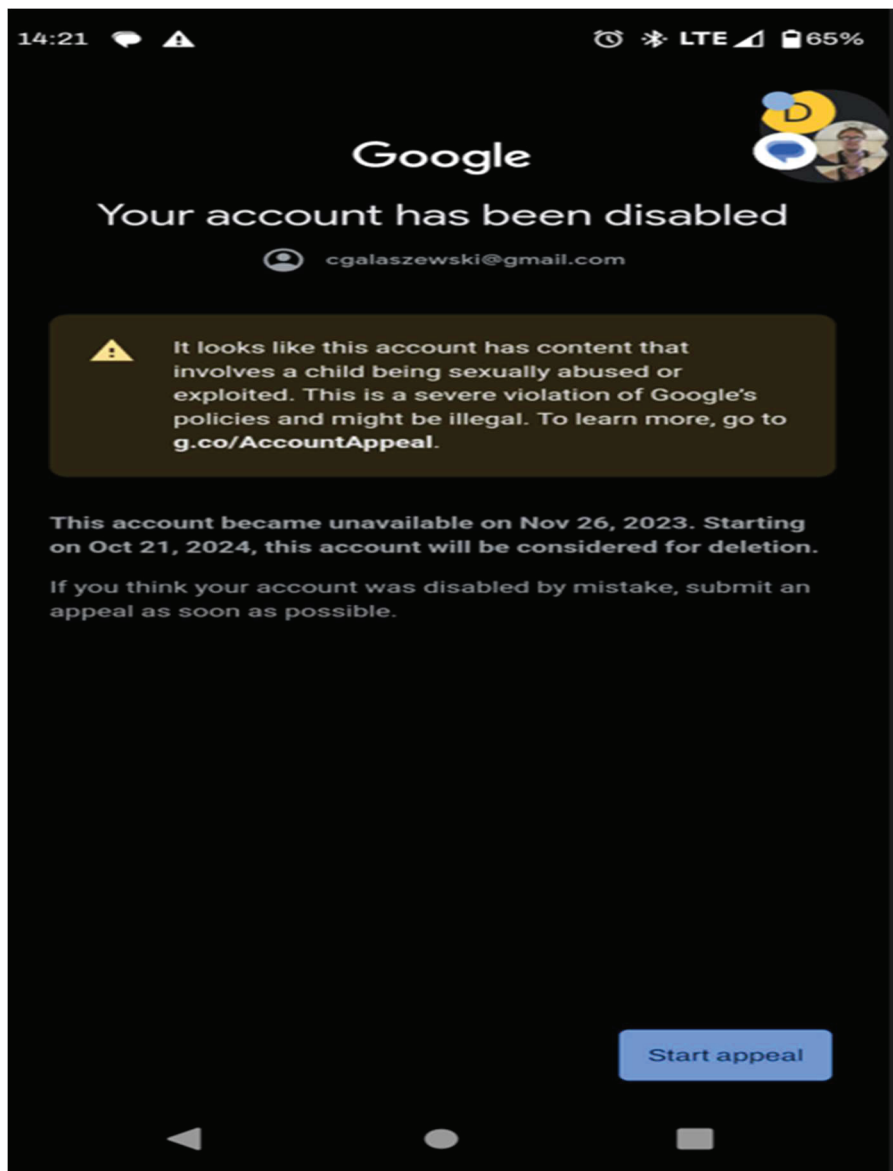 14:21
LTE
65%
D
Google
Your account has been disabled
cgalaszewski@gmail.com
It looks like this account has content that
involves a child being sexually abused or
exploited. This is a severe violation of Google's
policies and might be illegal. To learn more, go to
g.co/AccountAppeal.
This account became unavailable on Nov 26, 2023. Starting
on Oct 21, 2024, this account will be considered for deletion.
If you think your account was disabled by mistake, submit an
appeal as soon as possible.
Start appeal